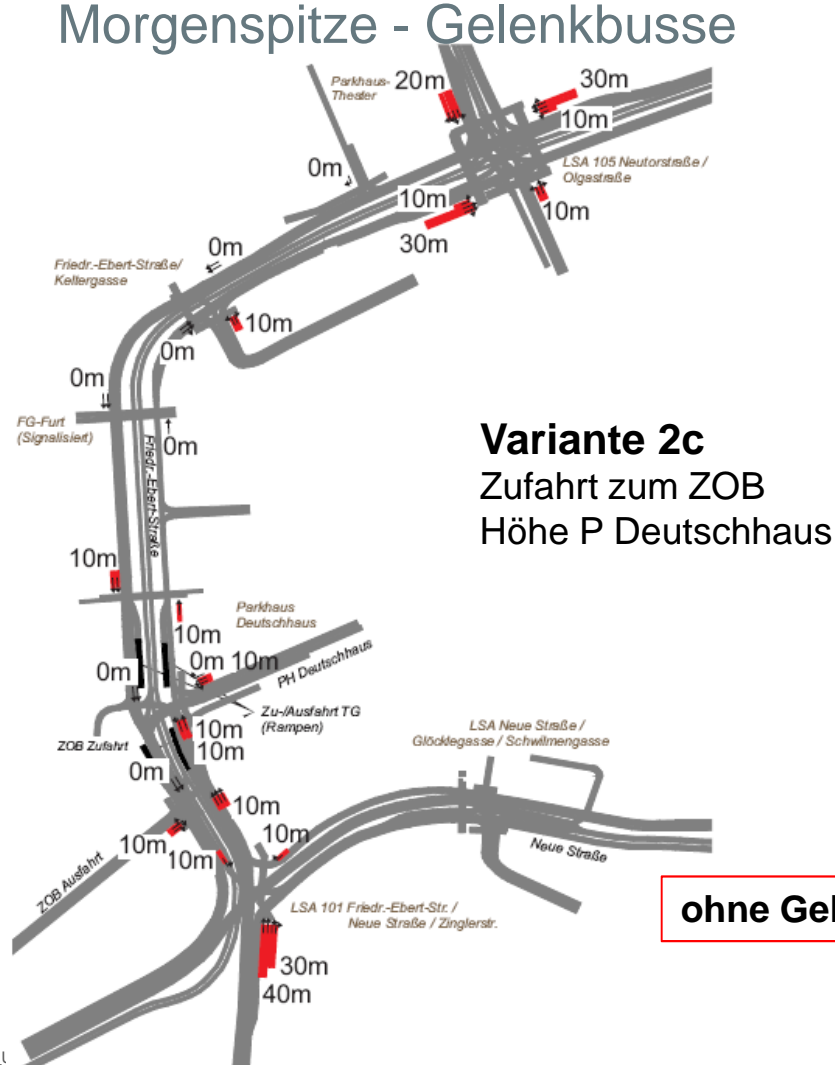 Morgenspitze - Gelenkbusse
Parkhaus-
Theater
20m
30m
10m
0m
LSA 105 Neutorstraße /
Olgastraße
10m
10m
30m
0m
Friedr.-Ebert-Straße/
Keltergasse
10m
0m
0m
FG-Furt
(Signalisiert)
0m
Friedr.-Ebert-Straße
Variante 2c
Zufahrt zum ZOB
Höhe P Deutschhaus
10m
Parkhaus
Deutschhaus
10m
0m 10m
0m
PH Deutschhaus
Zu-/Ausfahrt TG
(Rampen)
10m
10m
ZOB Zufahrt
0m
LSA Neue Straße /
Glöcklegasse / Schwilmengasse
10m
10m
10m
10m
Neue Straße
ZOB Ausfahrt
LSA 101 Friedr.-Ebert-Str. /
Neue Straße / Zinglerstr.
ohne Gel
30m
40m